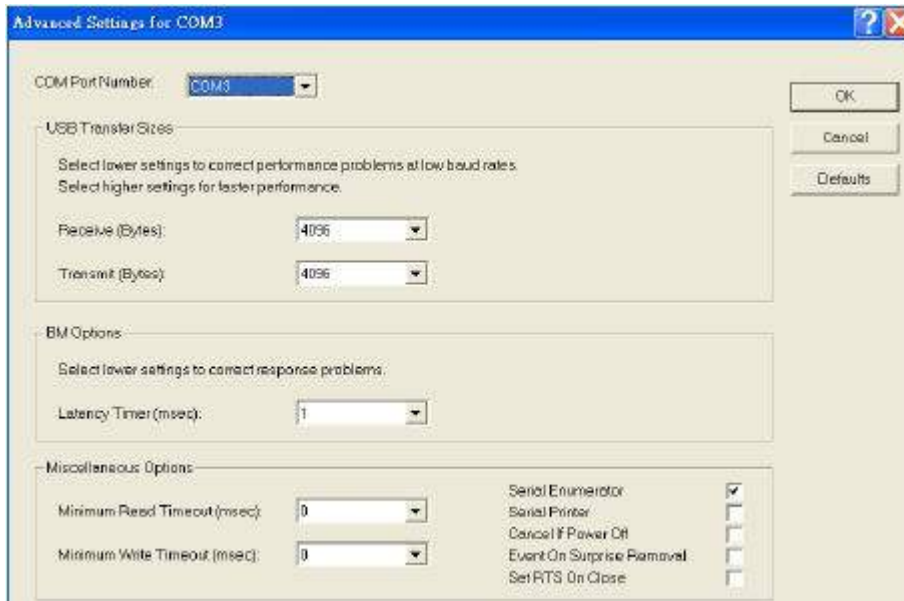 Advanced Settings for COM3
COM Port Number:
COM3
OK
Cancel
Defaults
USB Transfer Sizes
Select lower settings to correct performance problems at low baud rates.
Select higher settings for faster performance.
Receive (Bytes):
4096
Transmit (Bytes):
4096
BM Options
Select lower settings to correct response problems.
Latency Timer (msec):
1
Miscellaneous Options
Minimum Read Timeout (msec):
0
Minimum Write Timeout (msec):
0
Serial Enumerator
Serial Printer
Cancel If Power Off
Event On Surprise Removal
Set RTS On Close